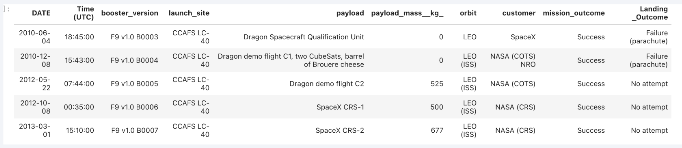 ]:
DATE Time (UTC) booster_version launch_site payload payload_mass__kg_ orbit customer mission_outcome Landing _Outcome
2010-06-04 18:45:00 F9 v1.0 B0003 CCAFS LC-40 Dragon Spacecraft Qualification Unit 0 LEO SpaceX Success Failure (parachute)
2010-12-08 15:43:00 F9 v1.0 B0004 CCAFS LC-40 Dragon demo flight C1, two CubeSats, barrel of Brouere cheese 0 LEO (ISS) NASA (COTS) NRO Success Failure (parachute)
2012-05-22 07:44:00 F9 v1.0 B0005 CCAFS LC-40 Dragon demo flight C2 525 LEO (ISS) NASA (COTS) Success No attempt
2012-10-08 00:35:00 F9 v1.0 B0006 CCAFS LC-40 SpaceX CRS-1 500 LEO (ISS) NASA (CRS) Success No attempt
2013-03-01 15:10:00 F9 v1.0 B0007 CCAFS LC-40 SpaceX CRS-2 677 LEO (ISS) NASA (CRS) Success No attempt